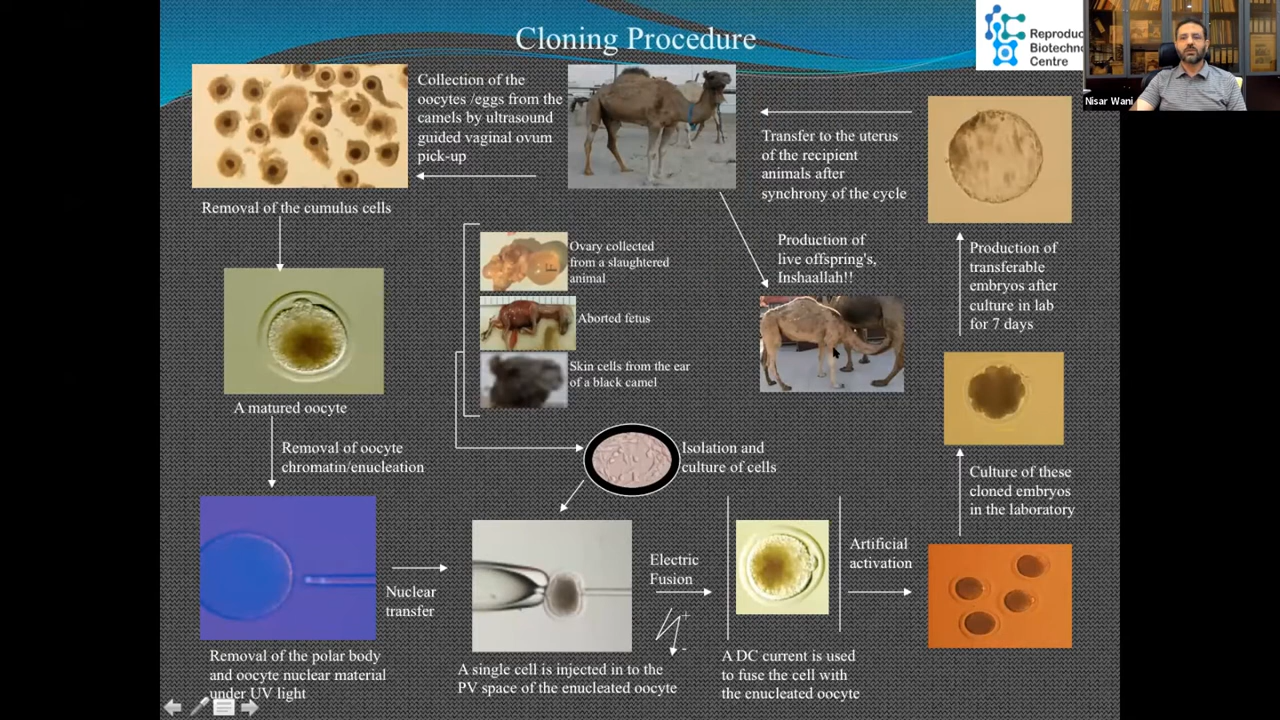 Cloning Procedure
Reproduc
Biotechno
Centre
Nisar Wani
Collection of the
oocytes /eggs from the
camels by ultrasound
guided vaginal ovum
pick-up
Transfer to the uterus
of the recipient
animals after
synchrony of the cycle
Removal of the cumulus cells
Ovary collected
from a slaughtered
animal
Aborted fetus
Skin cells from the ear
of a black camel
Production of
live offspring's,
Inshaallah!!
Production of
transferable
embryos after
culture in lab
for 7 days
A matured oocyte
Removal of oocyte
chromatin/enucleation
Isolation and
culture of cells
Culture of these
cloned embryos
in the laboratory
Nuclear
transfer
Electric
Fusion
+
-
Artificial
activation
Removal of the polar body
and oocyte nuclear material
under UV light
A single cell is injected in to the
PV space of the enucleated oocyte
A DC current is used
to fuse the cell with
the enucleated oocyte